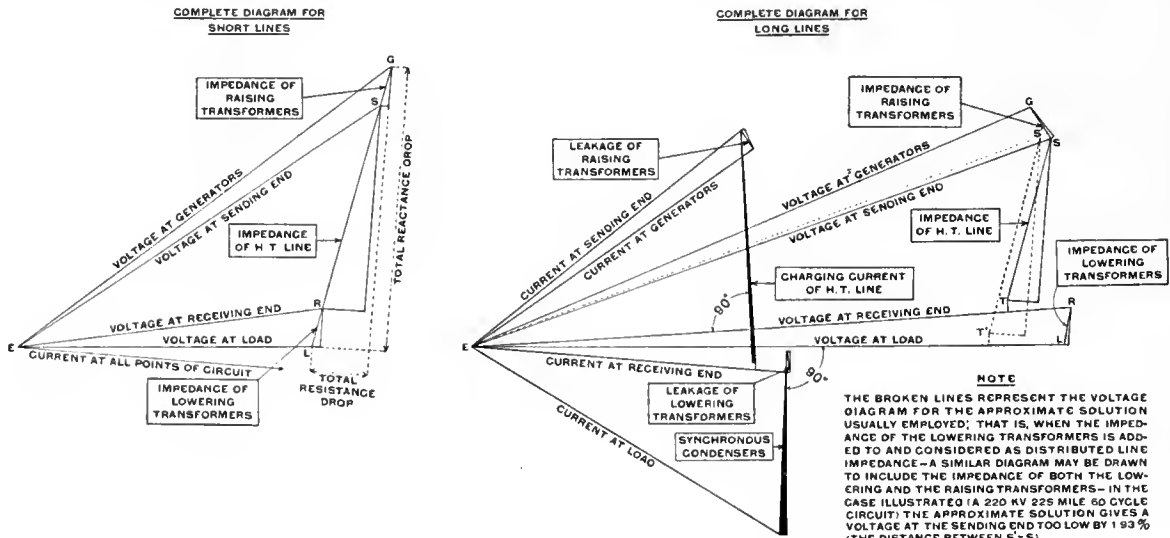 COMPLETE DIAGRAM FOR
SHORT LINES
G
IMPEDANCE OF
RAISING
TRANSFORMERS
S
VOLTAGE AT GENERATORS
VOLTAGE AT SENDING END
IMPEDANCE
OF H T LINE
TOTAL REACTANCE DROP
R
VOLTAGE AT RECEIVING END
E
VOLTAGE AT LOAD
L
CURRENT AT ALL POINTS OF CIRCUIT
IMPEDANCE OF
LOWERING
TRANSFORMERS
TOTAL
RESISTANCE
DROP
COMPLETE DIAGRAM FOR
LONG LINES
IMPEDANCE OF
RAISING
TRANSFORMERS
G
S'
S
LEAKAGE OF
RAISING
TRANSFORMERS
VOLTAGE AT GENERATORS
VOLTAGE AT SENDING END
CURRENT AT SENDING END
CURRENT AT GENERATORS
IMPEDANCE
OF H.T. LINE
IMPEDANCE OF
LOWERING
TRANSFORMERS
CHARGING CURRENT
OF H.T. LINE
90°
T
R
VOLTAGE AT RECEIVING END
T'
E
VOLTAGE AT LOAD
L
CURRENT AT RECEIVING END
90°
LEAKAGE OF
LOWERING
TRANSFORMERS
CURRENT AT LOAD
SYNCHRONOUS
CONDENSERS
NOTE
THE BROKEN LINES REPRESENT THE VOLTAGE
DIAGRAM FOR THE APPROXIMATE SOLUTION
USUALLY EMPLOYED; THAT IS, WHEN THE IMPED-
ANCE OF THE LOWERING TRANSFORMERS IS ADD-
ED TO AND CONSIDERED AS DISTRIBUTED LINE
IMPEDANCE-A SIMILAR DIAGRAM MAY BE DRAWN
TO INCLUDE THE IMPEDANCE OF BOTH THE LOW-
ERING AND THE RAISING TRANSFORMERS-IN THE
CASE ILLUSTRATED (A 220 KV 225 MILE 60 CYCLE
CIRCUIT) THE APPROXIMATE SOLUTION GIVES A
VOLTAGE AT THE SENDING END TOO LOW BY 1 93%
(THE DISTANCE BETWEEN S'-S)